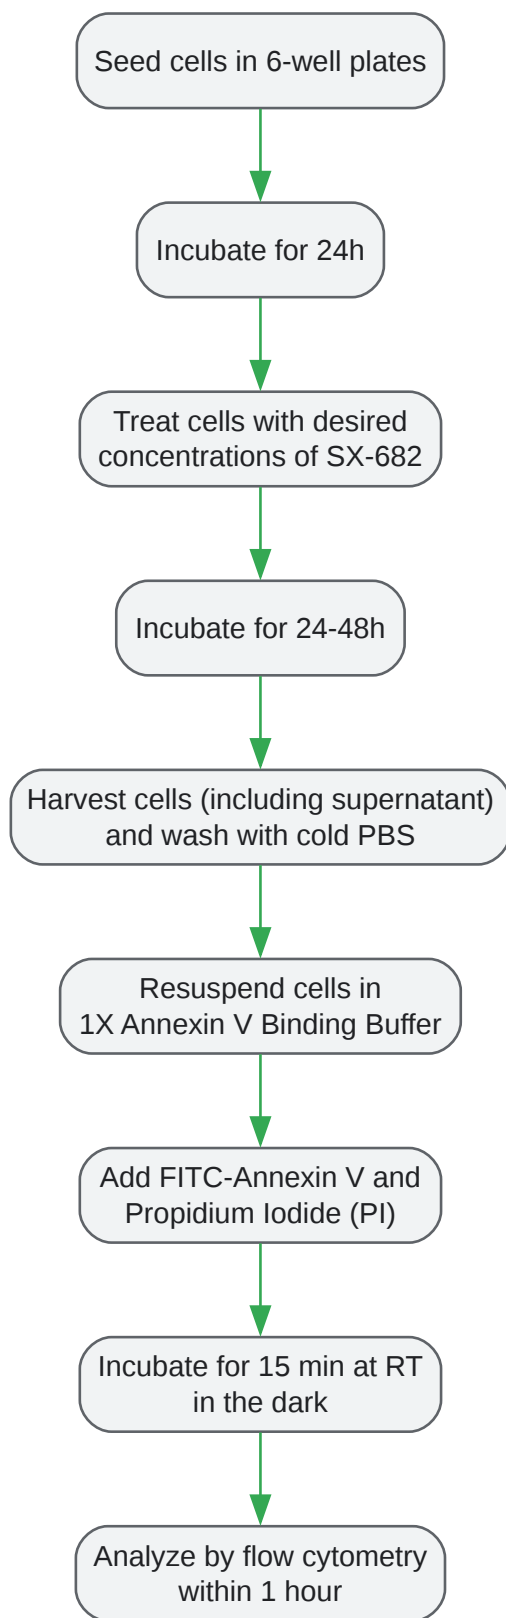 Seed cells in 6-well plates
Incubate for 24h
Treat cells with desired
concentrations of SX-682
Incubate for 24-48h
Harvest cells (including supernatant)
and wash with cold PBS
Resuspend cells in
1X Annexin V Binding Buffer
Add FITC-Annexin V and
Propidium Iodide (PI)
Incubate for 15 min at RT
in the dark
Analyze by flow cytometry
within 1 hour